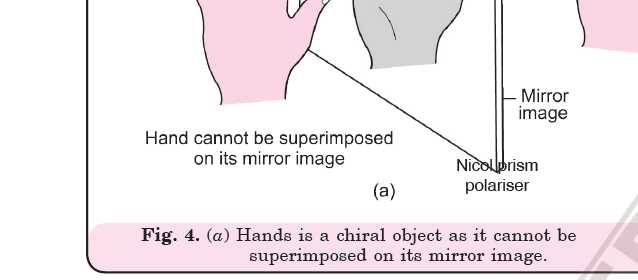 Mirror
image
Hand cannot be superimposed
on its mirror image
Nicol prism
polariser
(a)
Fig. 4. (a) Hands is a chiral object as it cannot be
superimposed on its mirror image.